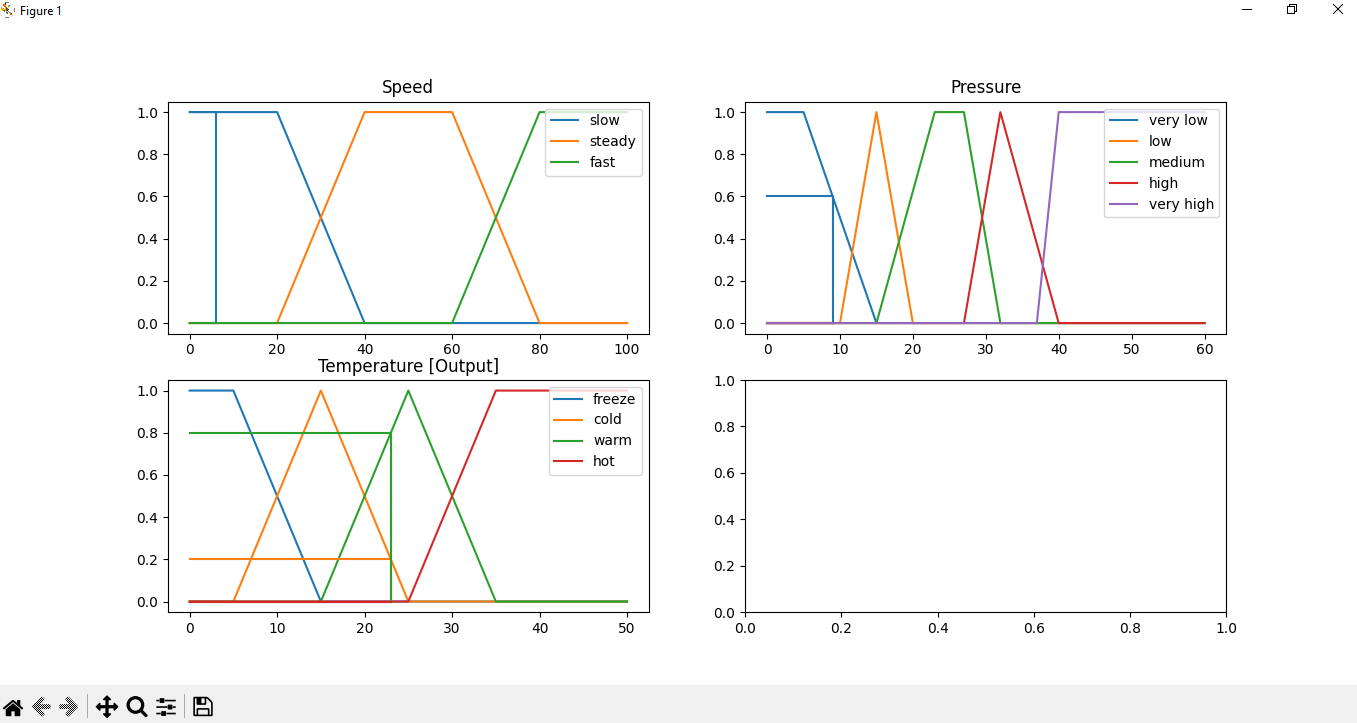 Figure 1
Speed
1.0
0.8
0.6
0.4
0.2
0.0
0 20 40 60 80 100
slow
steady
fast
Pressure
1.0
0.8
0.6
0.4
0.2
0.0
0 10 20 30 40 50 60
very low
low
medium
high
very high
Temperature [Output]
1.0
0.8
0.6
0.4
0.2
0.0
0 10 20 30 40 50
freeze
cold
warm
hot
1.0
0.8
0.6
0.4
0.2
0.0
0.0 0.2 0.4 0.6 0.8 1.0